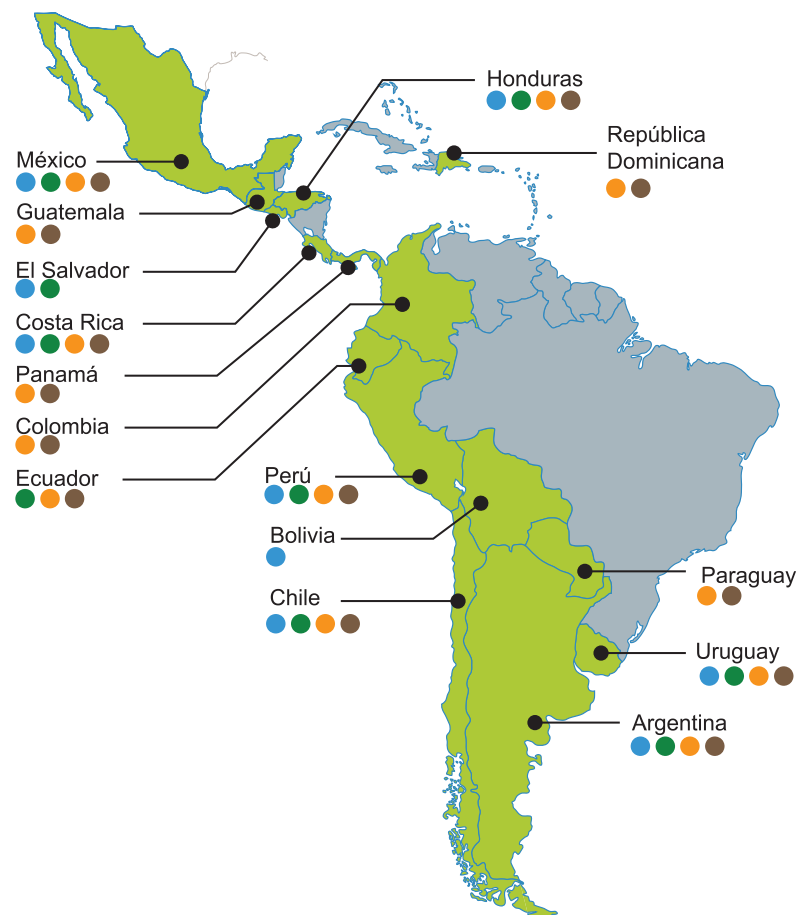 Honduras
República
Dominicana
México
Guatemala
El Salvador
Costa Rica
Panamá
Colombia
Ecuador
Perú
Bolivia
Chile
Paraguay
Uruguay
Argentina